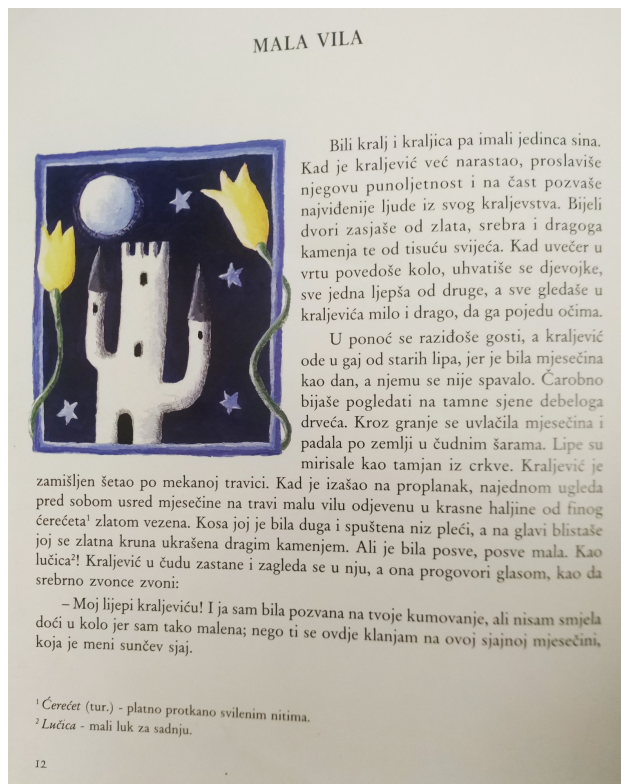 MALA VILA
Bili kralj i kraljica pa imali jedinca sina.
Kad je kraljević već narastao, proslaviše
njegovu punoljetnost i na čast pozvaše
najviđenije ljude iz svog kraljevstva. Bijeli
dvori zasjaše od zlata, srebra i dragoga
kamenja te od tisuću svijeća. Kad uvečer u
vrtu povedoše kolo, uhvatiše se djevojke,
sve jedna ljepša od druge, a sve gledaše u
kraljevića milo i drago, da ga pojedu očima.
U ponoć se raziđoše gosti, a kraljević
ode u gaj od starih lipa, jer je bila mjesečina
kao dan, a njemu se nije spavalo. Čarobno
bijaše pogledati na tamne sjene debeloga
drveća. Kroz granje se uvlačila mjesečina i
padala po zemlji u čudnim šarama. Lipe su
mirisale kao tamjan iz crkve. Kraljević je
zamišljen šetao po mekanoj travici. Kad je izašao na proplanak, najednom ugleda
pred sobom usred mjesečine na travi malu vilu odjevenu u krasne haljine od finog
ćerećeta¹ zlatom vezena. Kosa joj je bila duga i spuštena niz pleći, a na glavi blistaše
joj se zlatna kruna ukrašena dragim kamenjem. Ali je bila posve, posve mala. Kao
lučica²! Kraljević u čudu zastane i zagleda se u nju, a ona progovori glasom, kao da
srebrno zvonce zvoni:
– Moj lijepi kraljeviću! I ja sam bila pozvana na tvoje kumovanje, ali nisam smjela
doći u kolo jer sam tako malena; nego ti se ovdje klanjam na ovoj sjajnoj mjesečini,
koja je meni sunčev sjaj.
¹ Ćerećet (tur.) - platno protkano svilenim nitima.
² Lučica - mali luk za sadnju.
12